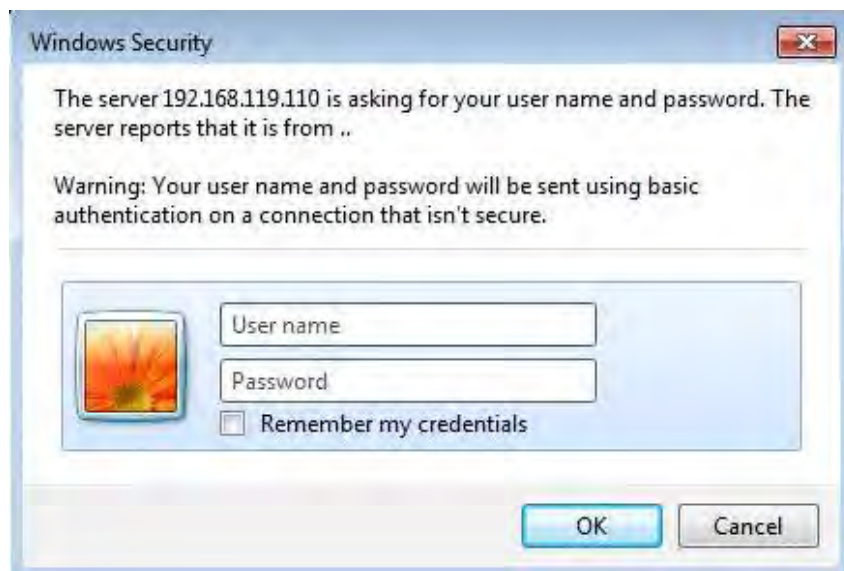 Windows Security
The server 192.168.119.110 is asking for your user name and password. The
server reports that it is from ..
Warning: Your user name and password will be sent using basic
authentication on a connection that isn't secure.
User name
Password
Remember my credentials
OK Cancel